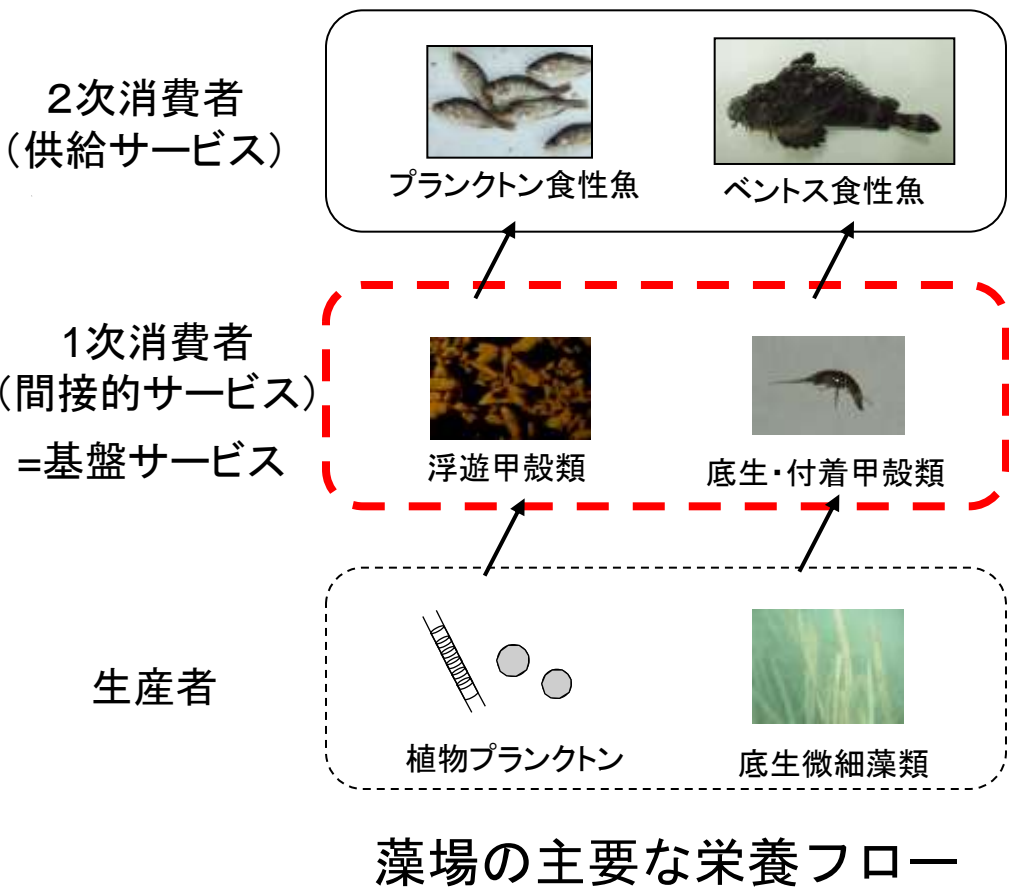 2次消費者
（供給サービス）
プランクトン食性魚
ベントス食性魚
1次消費者
（間接的サービス）
=基盤サービス
浮遊甲殻類
底生・付着甲殻類
生産者
植物プランクトン
底生微細藻類
藻場の主要な栄養フロー